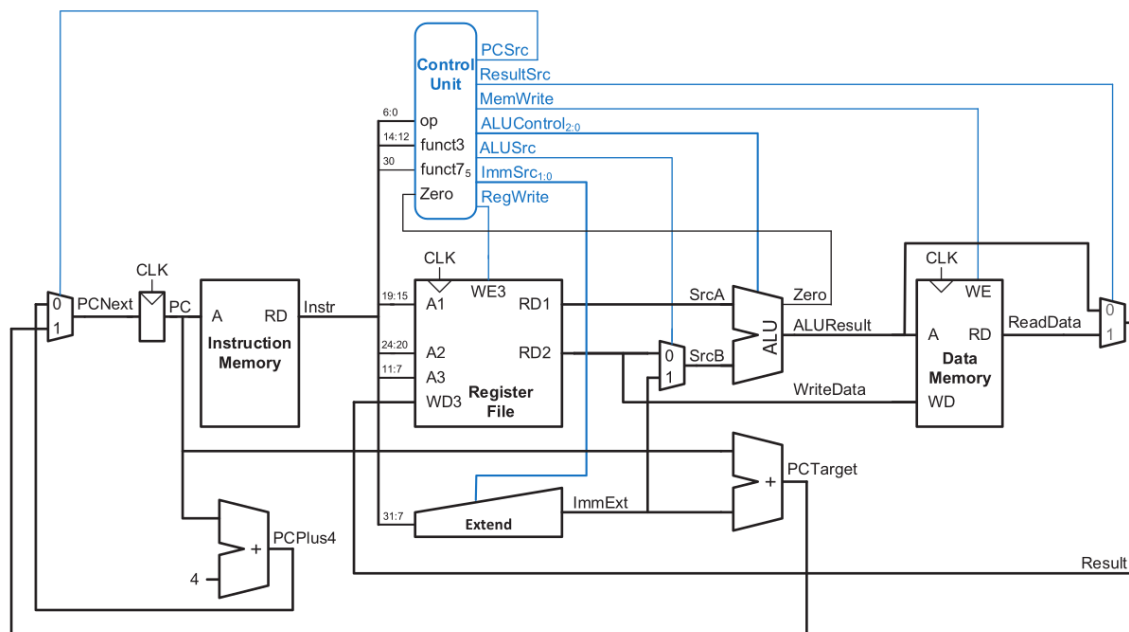 PCSrc
Control
Unit
ResultSrc
MemWrite
6:0
op
ALUControl2:0
14:12
funct3
ALUSrc
30
funct75
ImmSrc1:0
Zero
RegWrite
CLK
CLK
CLK
0
PCNext
PC
1
A
RD
Instr
Instruction
Memory
19:15
A1
WE3
RD1
SrcA
Zero
24:20
A2
RD2
0
SrcB
1
ALU
ALUResult
11:7
A3
WD3
Register
File
WE
A
RD
ReadData
0
1
Data
Memory
WriteData
WD
PCTarget
+
31:7
Extend
ImmExt
PCPlus4
+
4
Result